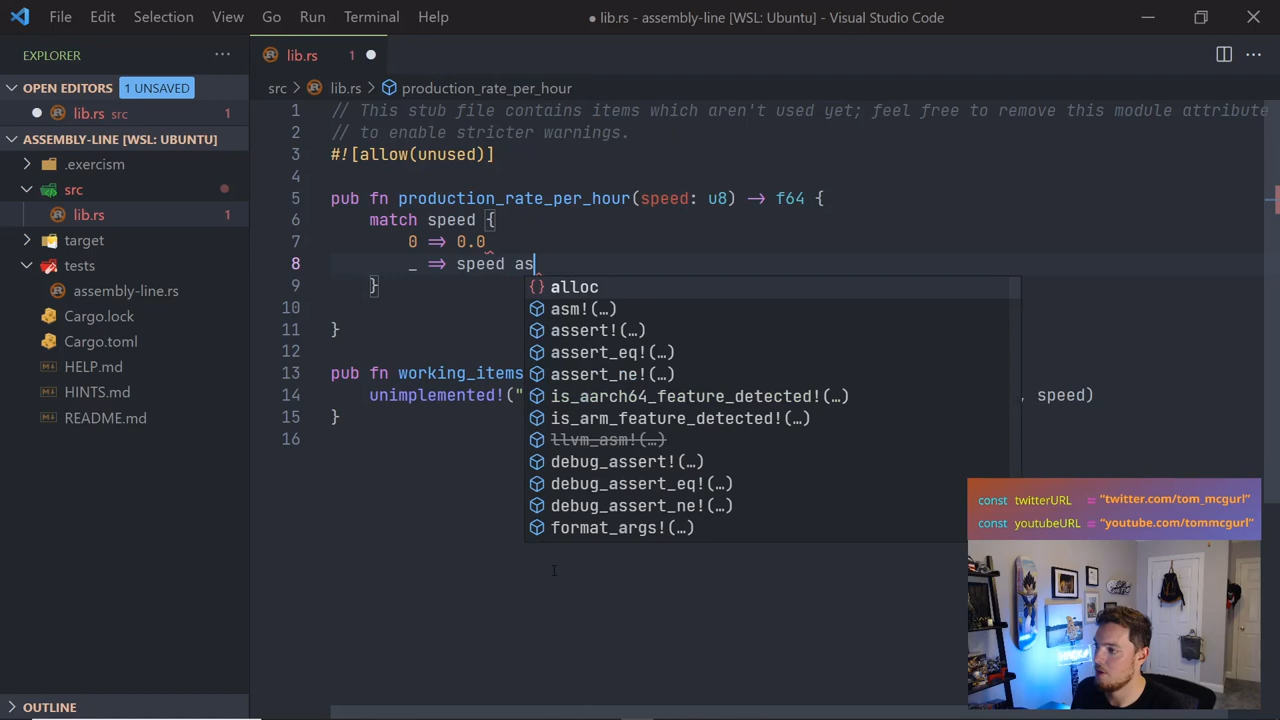 File Edit Selection View Go Run Terminal Help
● lib.rs - assembly-line [WSL: Ubuntu] - Visual Studio Code
EXPLORER
lib.rs 1
OPEN EDITORS 1 UNSAVED
lib.rs src 1
ASSEMBLY-LINE [WSL: UBUNTU]
.exercism
src
lib.rs 1
target
tests
assembly-line.rs
Cargo.lock
Cargo.toml
HELP.md
HINTS.md
README.md
OUTLINE
src > lib.rs > production_rate_per_hour
1 // This stub file contains items which aren't used yet; feel free to remove this module attribute
2 // to enable stricter warnings.
3 #![allow(unused)]
4
5 pub fn production_rate_per_hour(speed: u8) -> f64 {
6 match speed {
7 0 => 0.0
8 _ => speed as
9 }
10
11 }
12
13 pub fn working_items
14 unimplemented!(" , speed)
15 }
16
{} alloc
asm!(…)
assert!(…)
assert_eq!(…)
assert_ne!(…)
is_aarch64_feature_detected!(…)
is_arm_feature_detected!(…)
llvm_asm!(…)
debug_assert!(…)
debug_assert_eq!(…)
debug_assert_ne!(…)
format_args!(…)
const twitterURL = "twitter.com/tom_mcgurl"
const youtubeURL = "youtube.com/tommcgurl"